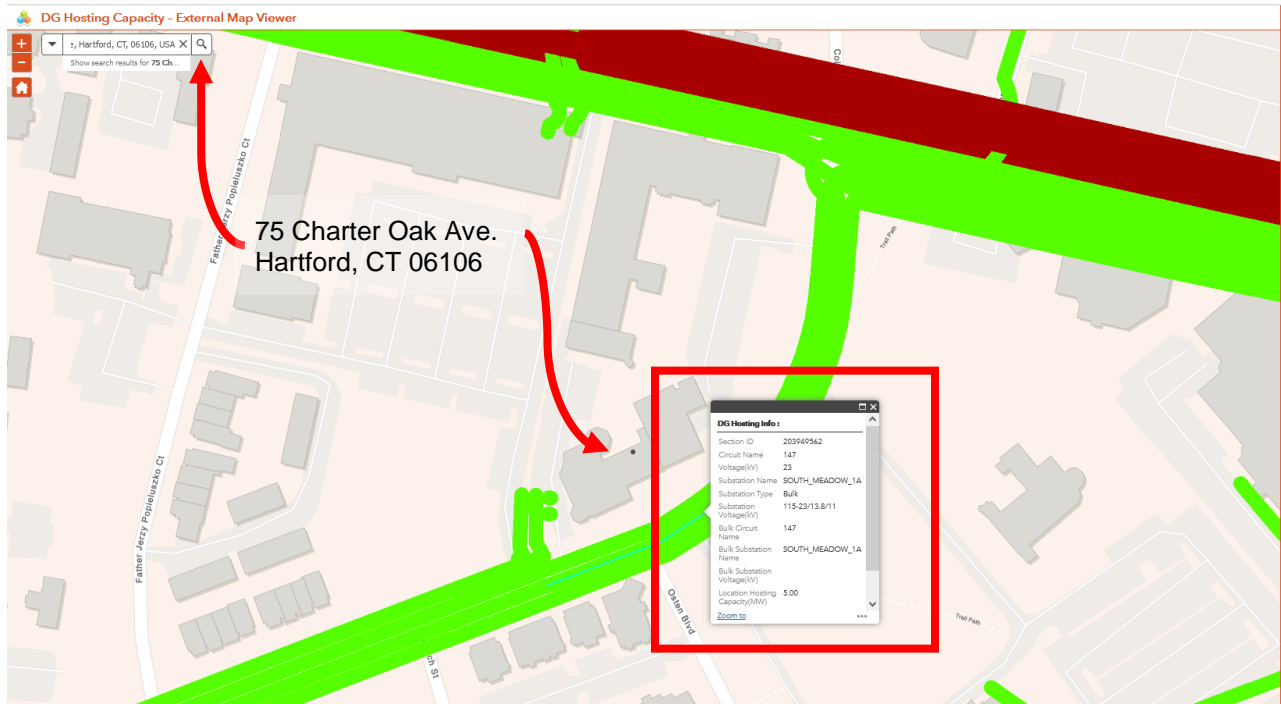 DG Hosting Capacity - External Map Viewer
+
, Hartford, CT, 06106, USA X
Show search results for 75 Ch...
−
Col
Father Jerzy Popieluszko Ct
Father Jerzy Popieluszko Ct
75 Charter Oak Ave.
Hartford, CT 06106
Trail Path
DG Hosting Info :
Section ID 203949562
Circuit Name 147
Voltage(kV) 23
Substation Name SOUTH_MEADOW_1A
Substation Type Bulk
Substation 115-23/13.8/11
Voltage(kV)
Bulk Circuit 147
Name
Bulk Substation SOUTH_MEADOW_1A
Name
Bulk Substation
Voltage(kV)
Location Hosting 5.00
Capacity(MW)
Zoom to
Osten Blvd
Trail Path
ch St